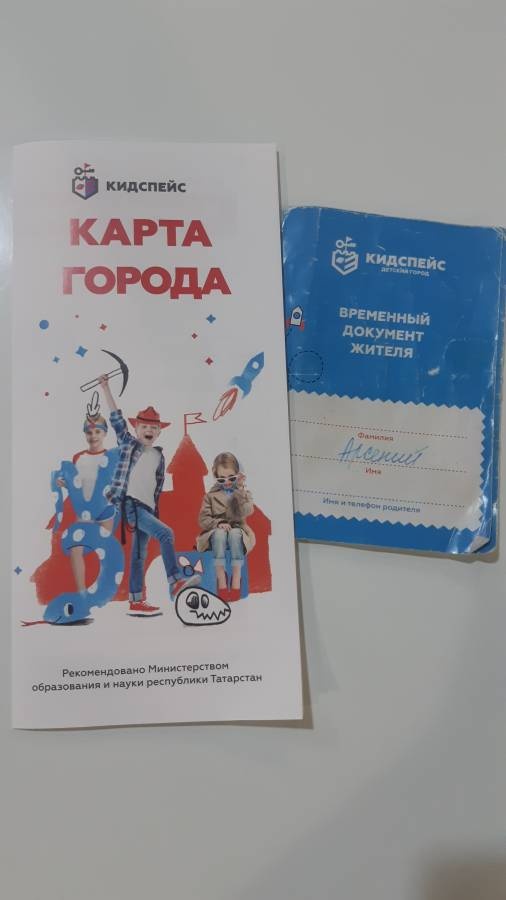 КИДСПЕЙС
КАРТА
ГОРОДА
Рекомендовано Министерством
образования и науки республики Татарстан
КИДСПЕЙС
ДЕТСКИЙ ГОРОД
ВРЕМЕННЫЙ
ДОКУМЕНТ
ЖИТЕЛЯ
Фамилия
Арсений
Имя
Имя и телефон родителя